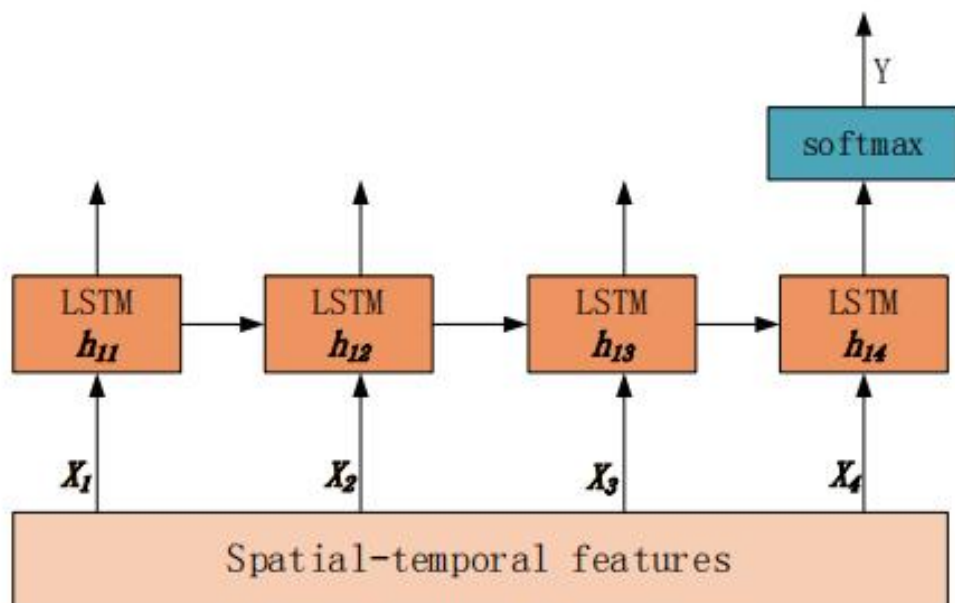 Y
softmax
LSTM LSTM LSTM LSTM
h₁₁ h₁₂ h₁₃ h₁₄
X₁ X₂ X₃ X₄
Spatial-temporal features